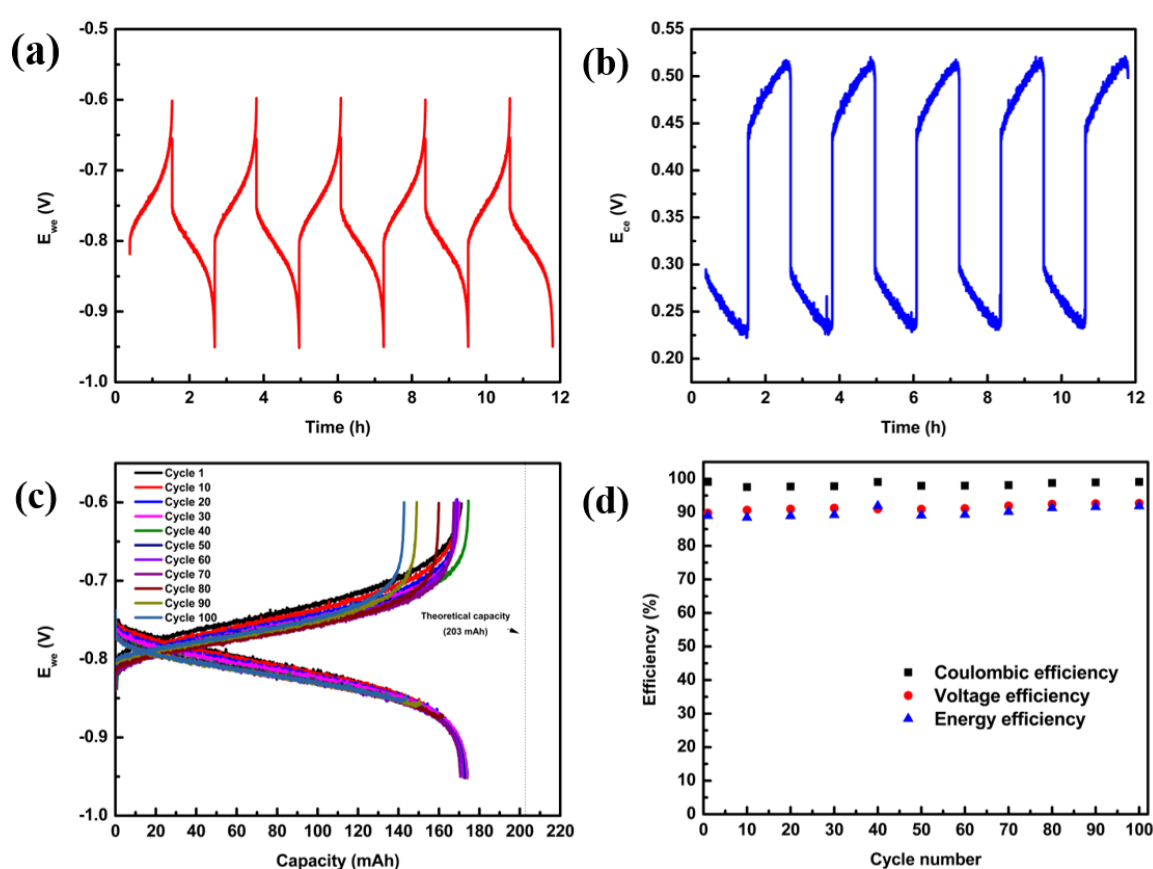 (a)
-0.5
-0.6
-0.7
-0.8
-0.9
-1.0
E_we (V)
0 2 4 6 8 10 12
Time (h)
(b)
0.55
0.50
0.45
0.40
0.35
0.30
0.25
0.20
E_ce (V)
0 2 4 6 8 10 12
Time (h)
(c)
-0.6
-0.7
-0.8
-0.9
-1.0
E_we (V)
Cycle 1
Cycle 10
Cycle 20
Cycle 30
Cycle 40
Cycle 50
Cycle 60
Cycle 70
Cycle 80
Cycle 90
Cycle 100
Theoretical capacity
(203 mAh)
0 20 40 60 80 100 120 140 160 180 200 220
Capacity (mAh)
(d)
100
90
80
70
60
50
40
30
20
10
0
Efficiency (%)
Coulombic efficiency
Voltage efficiency
Energy efficiency
0 10 20 30 40 50 60 70 80 90 100
Cycle number